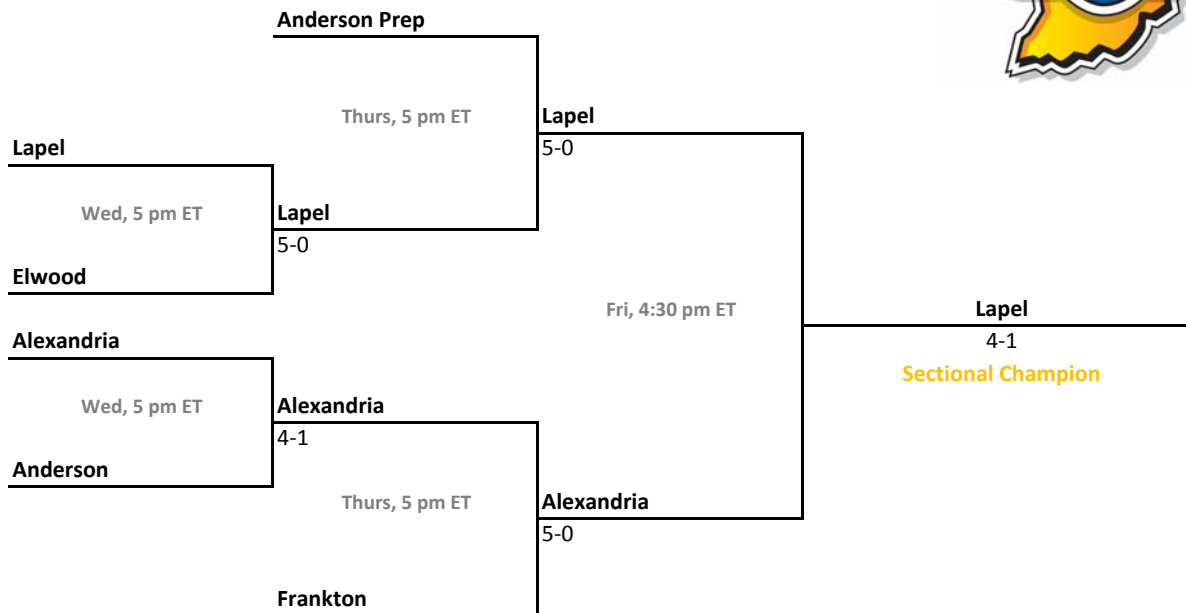 Anderson Prep
Thurs, 5 pm ET
Lapel
5-0
Lapel
Wed, 5 pm ET
Lapel
5-0
Elwood
Fri, 4:30 pm ET
Lapel
4-1
Sectional Champion
Alexandria
Wed, 5 pm ET
Alexandria
4-1
Anderson
Thurs, 5 pm ET
Alexandria
5-0
Frankton